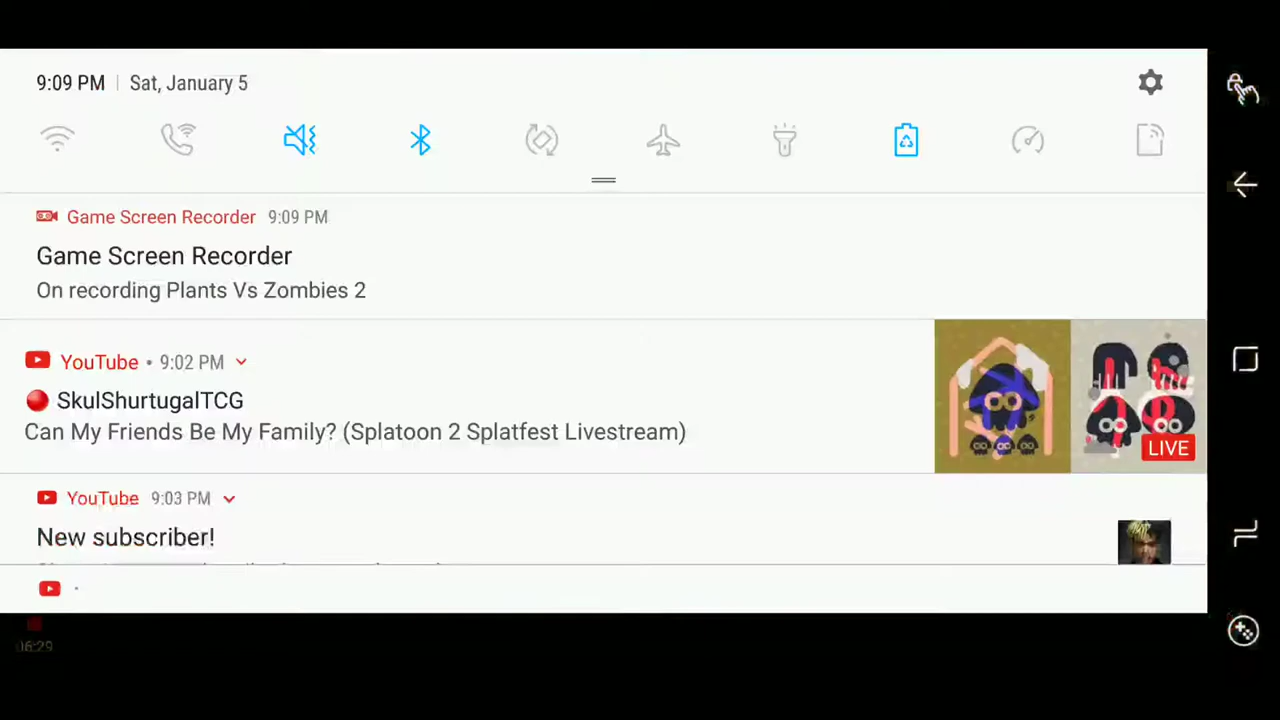 9:09 PM | Sat, January 5
Game Screen Recorder 9:09 PM
Game Screen Recorder
On recording Plants Vs Zombies 2
YouTube • 9:02 PM
SkulShurtugalTCG
Can My Friends Be My Family? (Splatoon 2 Splatfest Livestream)
LIVE
YouTube 9:03 PM
New subscriber!
06:29